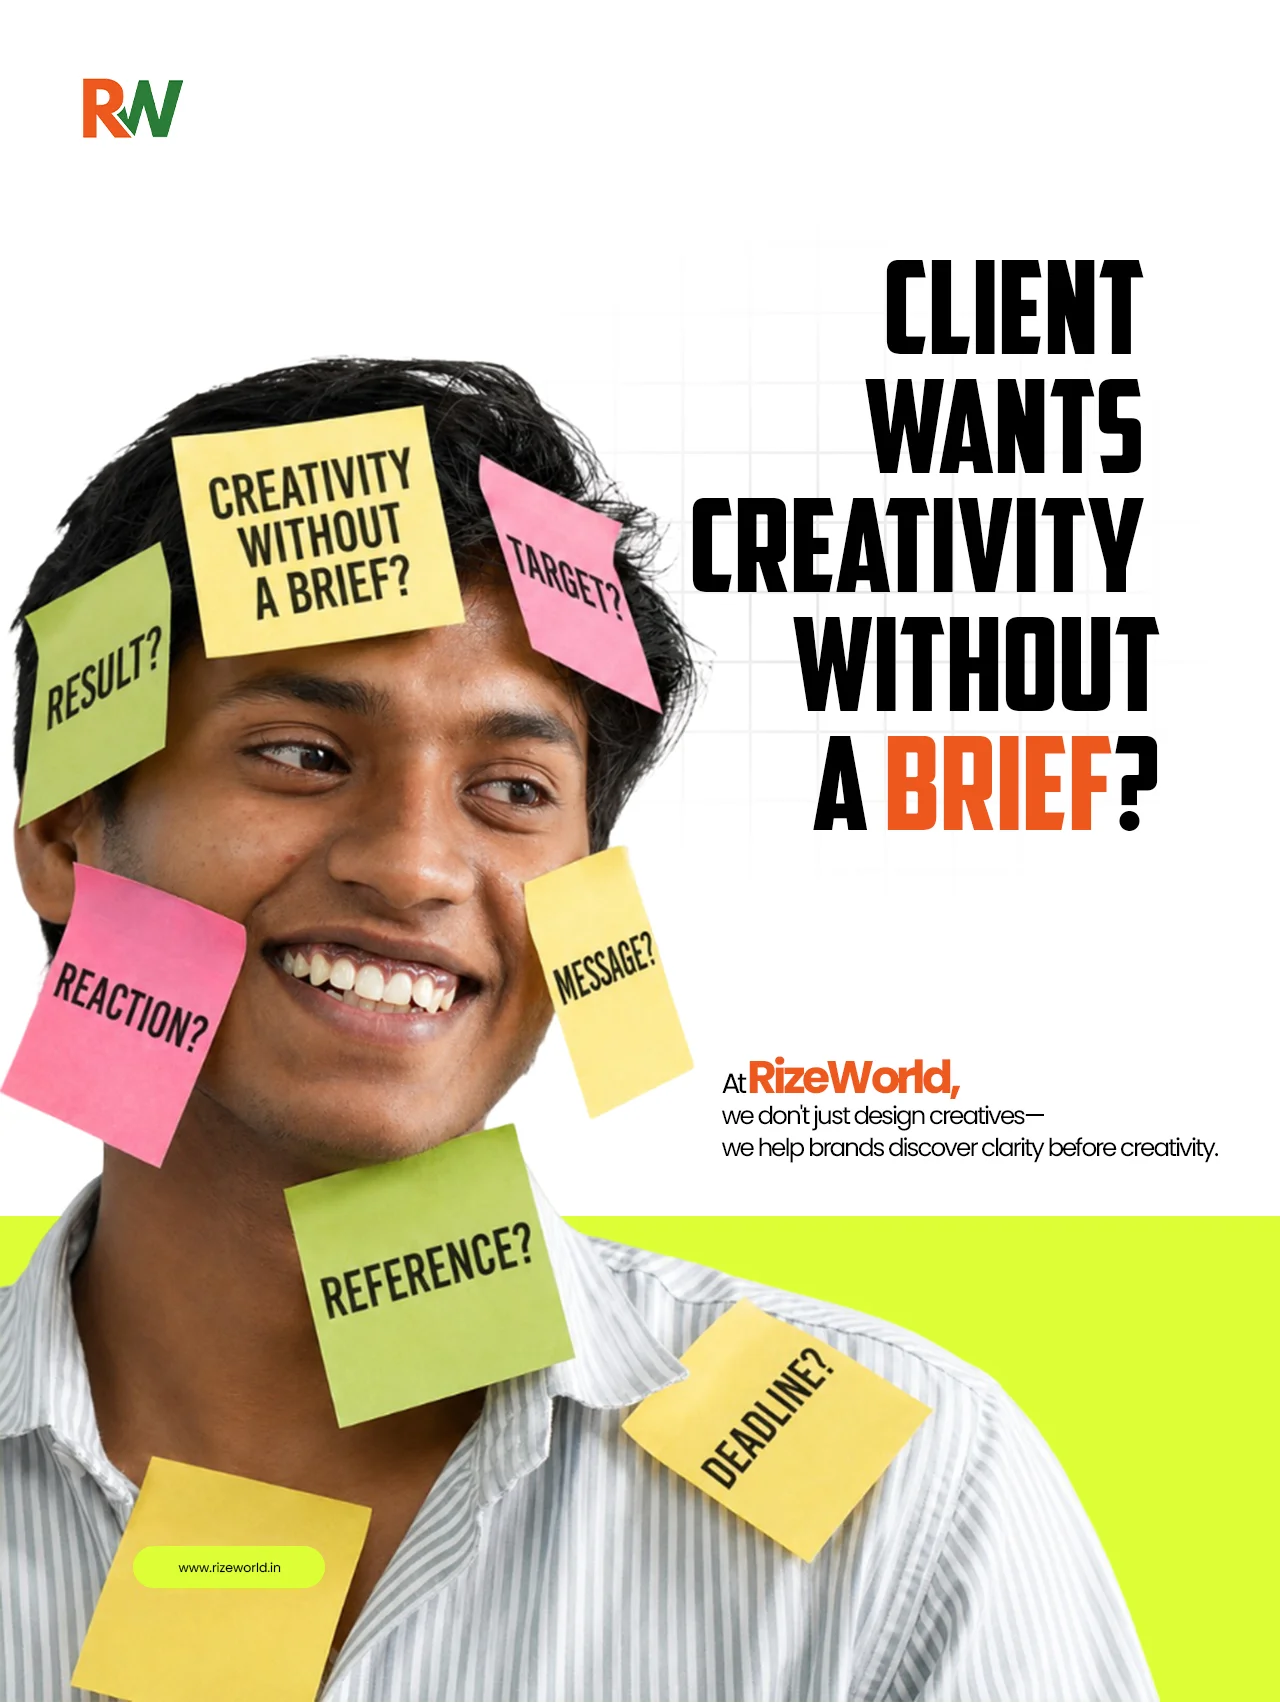 RW
CLIENT
WANTS
CREATIVITY
WITHOUT
A BRIEF?
CREATIVITY
WITHOUT
A BRIEF?
TARGET?
RESULT?
REACTION?
MESSAGE?
At RizeWorld,
we don't just design creatives—
we help brands discover clarity before creativity.
REFERENCE?
DEADLINE?
www.rizeworld.in